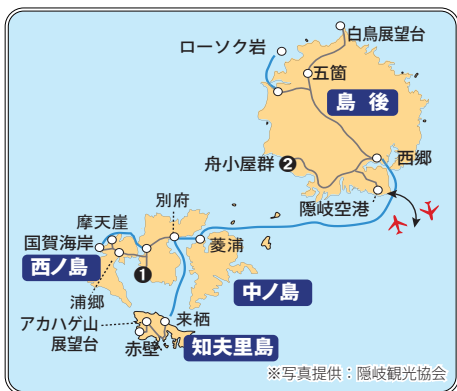 白鳥展望台
ローソク岩
五箇
島後
舟小屋群❷
西郷
隠岐空港
別府
摩天崖
国賀海岸
菱浦
西ノ島
❶
浦郷
中ノ島
アカハゲ山
展望台
来栖
赤壁
知夫里島
※写真提供：隠岐観光協会